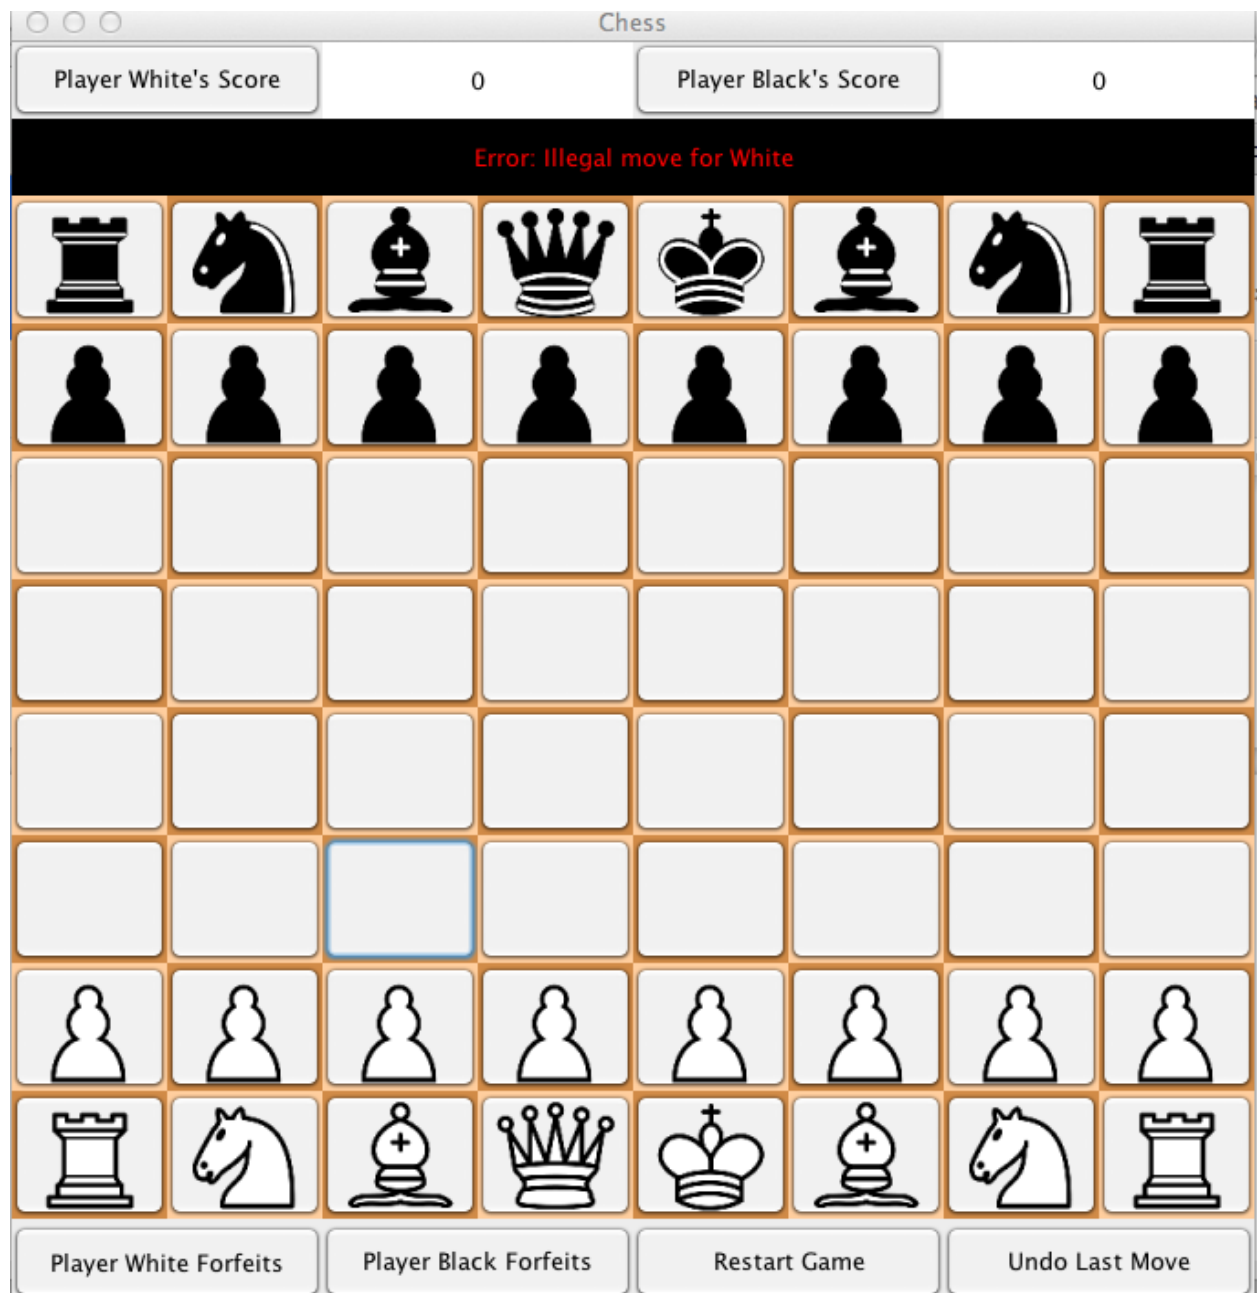 Chess
Player White's Score 0 Player Black's Score 0
Error: Illegal move for White
Player White Forfeits Player Black Forfeits Restart Game Undo Last Move